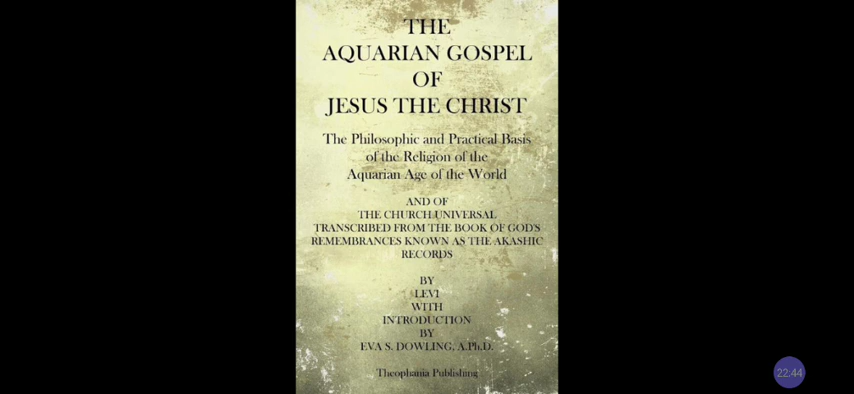 THE
AQUARIAN GOSPEL
OF
JESUS THE CHRIST
The Philosophic and Practical Basis
of the Religion of the
Aquarian Age of the World
AND OF
THE CHURCH UNIVERSAL
TRANSCRIBED FROM THE BOOK OF GOD'S
REMEMBRANCES KNOWN AS THE AKASHIC
RECORDS
BY
LEVI
WITH
INTRODUCTION
BY
EVA S. DOWLING, A.Ph.D.
Theophania Publishing
22:44